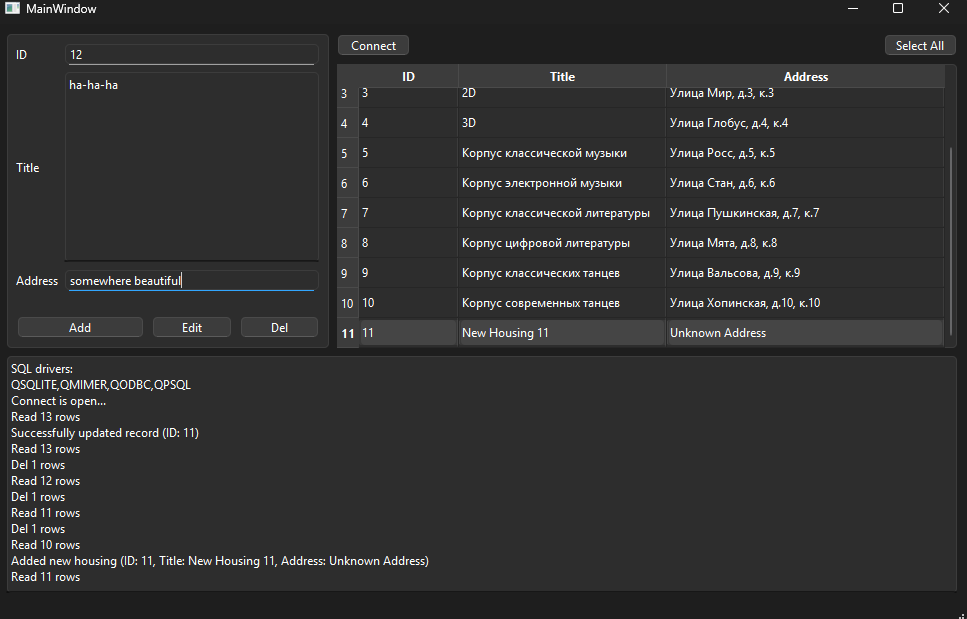 MainWindow
ID 12
Title ha-ha-ha
Address somewhere beautiful
Add Edit Del
Connect Select All
ID Title Address
3 3 2D Улица Мир, д.3, к.3
4 4 3D Улица Глобус, д.4, к.4
5 5 Корпус классической музыки Улица Росс, д.5, к.5
6 6 Корпус электронной музыки Улица Стан, д.6, к.6
7 7 Корпус классической литературы Улица Пушкинская, д.7, к.7
8 8 Корпус цифровой литературы Улица Мята, д.8, к.8
9 9 Корпус классических танцев Улица Вальсова, д.9, к.9
10 10 Корпус современных танцев Улица Хопинская, д.10, к.10
11 11 New Housing 11 Unknown Address
SQL drivers:
QSQLITE,QMIMER,QODBC,QPSQL
Connect is open...
Read 13 rows
Successfully updated record (ID: 11)
Read 13 rows
Del 1 rows
Read 12 rows
Del 1 rows
Read 11 rows
Del 1 rows
Read 10 rows
Added new housing (ID: 11, Title: New Housing 11, Address: Unknown Address)
Read 11 rows